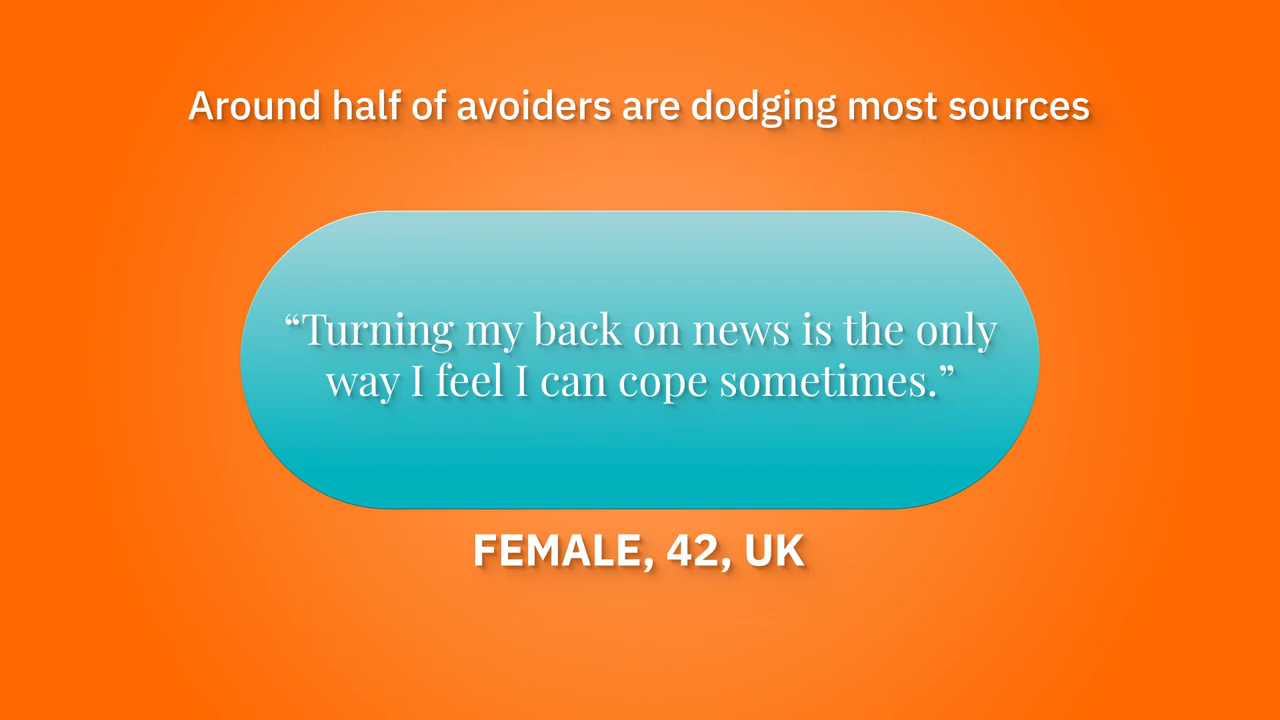 Around half of avoiders are dodging most sources
“Turning my back on news is the only
way I feel I can cope sometimes.”
FEMALE, 42, UK